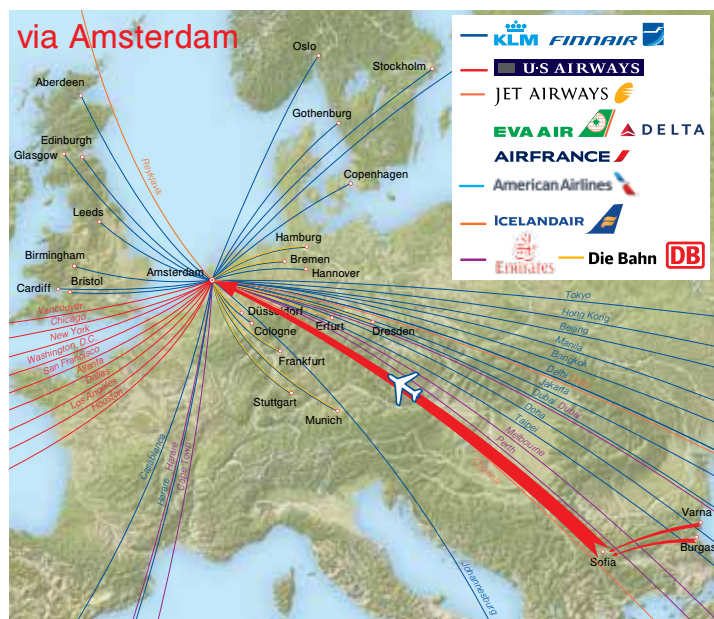 via Amsterdam
KLM FINNAIR
U·S AIRWAYS
JET AIRWAYS
EVA AIR DELTA
AIRFRANCE
American Airlines
ICELANDAIR
Emirates Die Bahn DB
Oslo
Stockholm
Aberdeen
Gothenburg
Edinburgh
Glasgow
Reykjavik
Copenhagen
Leeds
Hamburg
Birmingham
Bremen
Amsterdam
Hannover
Cardiff
Bristol
Tokyo
Vancouver
Chicago
New York
Washington, D.C.
San Francisco
Atlanta
Dallas
Los Angeles
Houston
Düsseldorf
Cologne
Erfurt
Dresden
Hong Kong
Beijing
Manila
Bangkok
Delhi
Jakarta
Dubai
Dubai
Doha
Taipei
Frankfurt
Stuttgart
Munich
Melbourne
Perth
Casablanca
Harare
Harare
Cape Town
Varna
Burgas
Sofia
Johannesburg